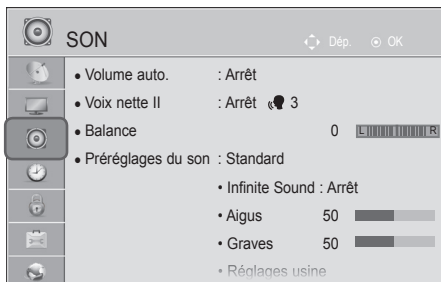 SON Dép. OK
• Volume auto. : Arrêt
• Voix nette II : Arrêt 3
• Balance 0 L R
• Préréglages du son : Standard
• Infinite Sound : Arrêt
• Aigus 50
• Graves 50
• Réglages usine